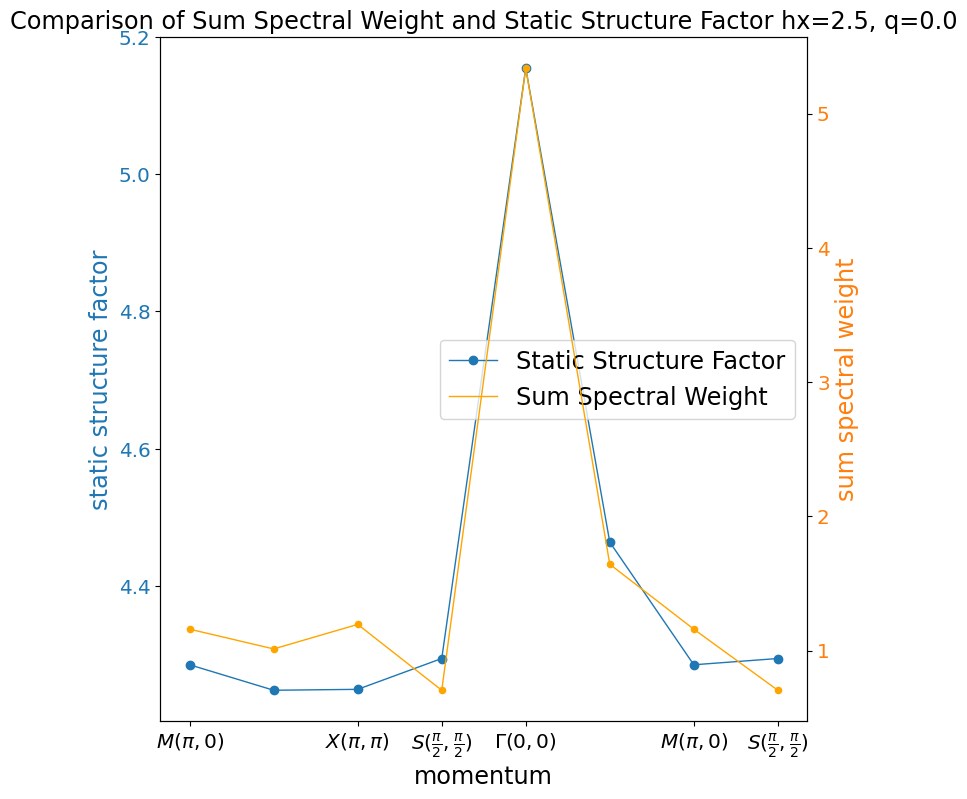 Comparison of Sum Spectral Weight and Static Structure Factor hx=2.5, q=0.0
5.2
5.0
4.8
4.6
4.4
static structure factor
5
4
3
2
1
sum spectral weight
Static Structure Factor
Sum Spectral Weight
M(π, 0)
X(π, π)
S(π/2, π/2)
Γ(0, 0)
M(π, 0)
S(π/2, π/2)
momentum